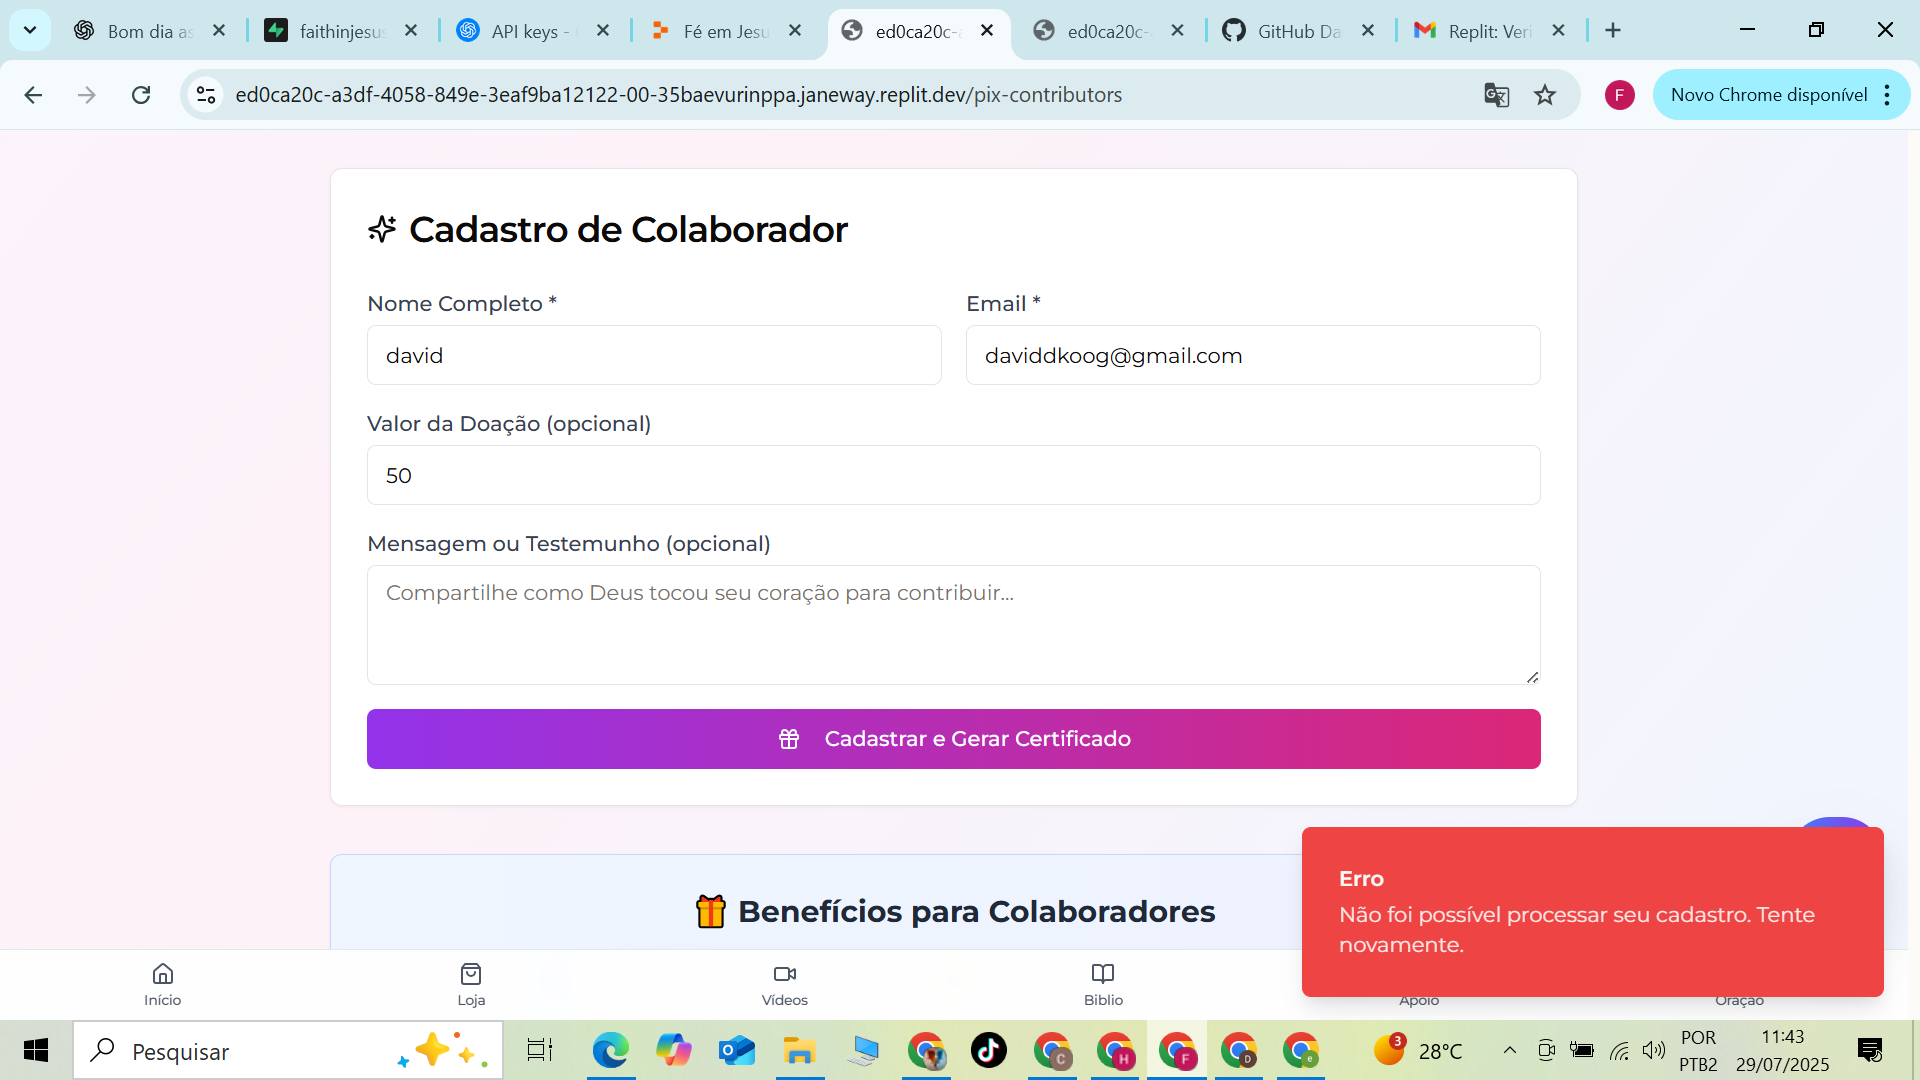 Bom dia as
faithinjesus
API keys -
Fé em Jesu
ed0ca20c-a
ed0ca20c-
GitHub Da
Replit: Veri
ed0ca20c-a3df-4058-849e-3eaf9ba12122-00-35baevurinppa.janeway.replit.dev/pix-contributors
F
Novo Chrome disponível
Cadastro de Colaborador
Nome Completo *
Email *
david
daviddkoog@gmail.com
Valor da Doação (opcional)
50
Mensagem ou Testemunho (opcional)
Compartilhe como Deus tocou seu coração para contribuir...
Cadastrar e Gerar Certificado
Benefícios para Colaboradores
Erro
Não foi possível processar seu cadastro. Tente
novamente.
Início
Loja
Vídeos
Biblio
Apoio
Oração
Pesquisar
C
H
F
D
e
3
28°C
POR
PTB2
11:43
29/07/2025